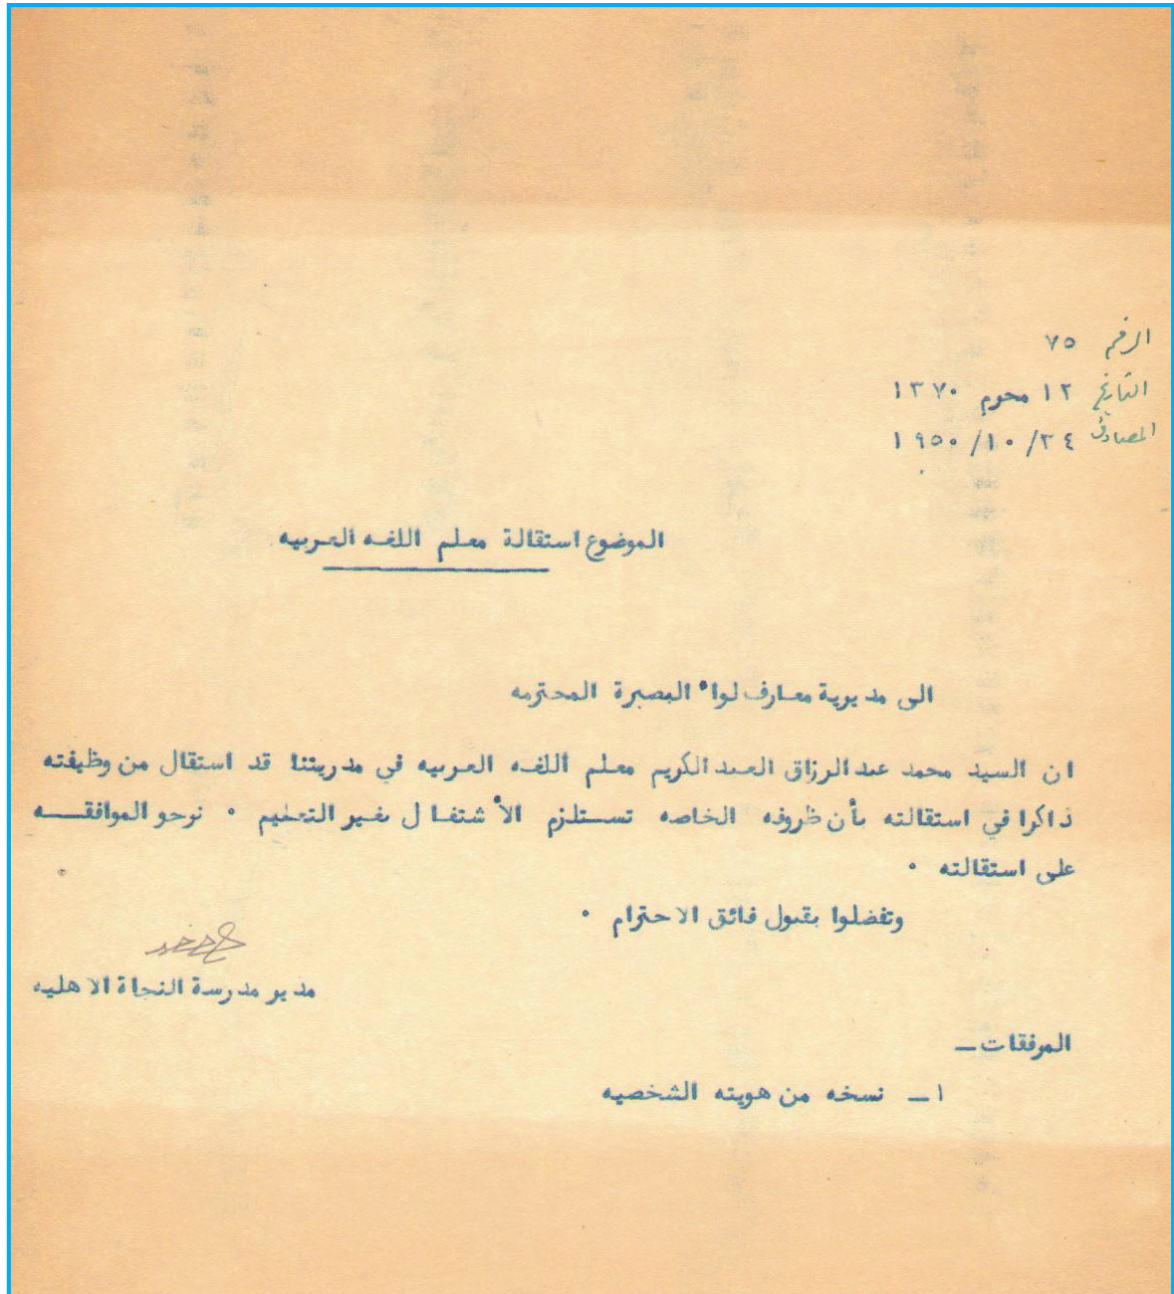 الرقم ٧٥
التاريخ ١٢ محرم ١٣٧٠
المصادف ٢٤/١٠/١٩٥٠
الموضوع استقالة معلم اللغه العربيه
الى مديرية معارف لواء البصرة المحترمه
ان السيد محمد عبد الرزاق العبد الكريم معلم اللغه العربيه في مدرستنا قد استقال من وظيفته
ذاكرا في استقالته بأن ظروفه الخاصه تستلزم الأشتغال بغير التعليم ٠ نرجو الموافقـــه
على استقالته ٠
وتفضلوا بقبول فائق الاحترام ٠
مدير مدرسة النجاة الاهليه
المرفقات ــ
١ــ نسخه من هويته الشخصيه